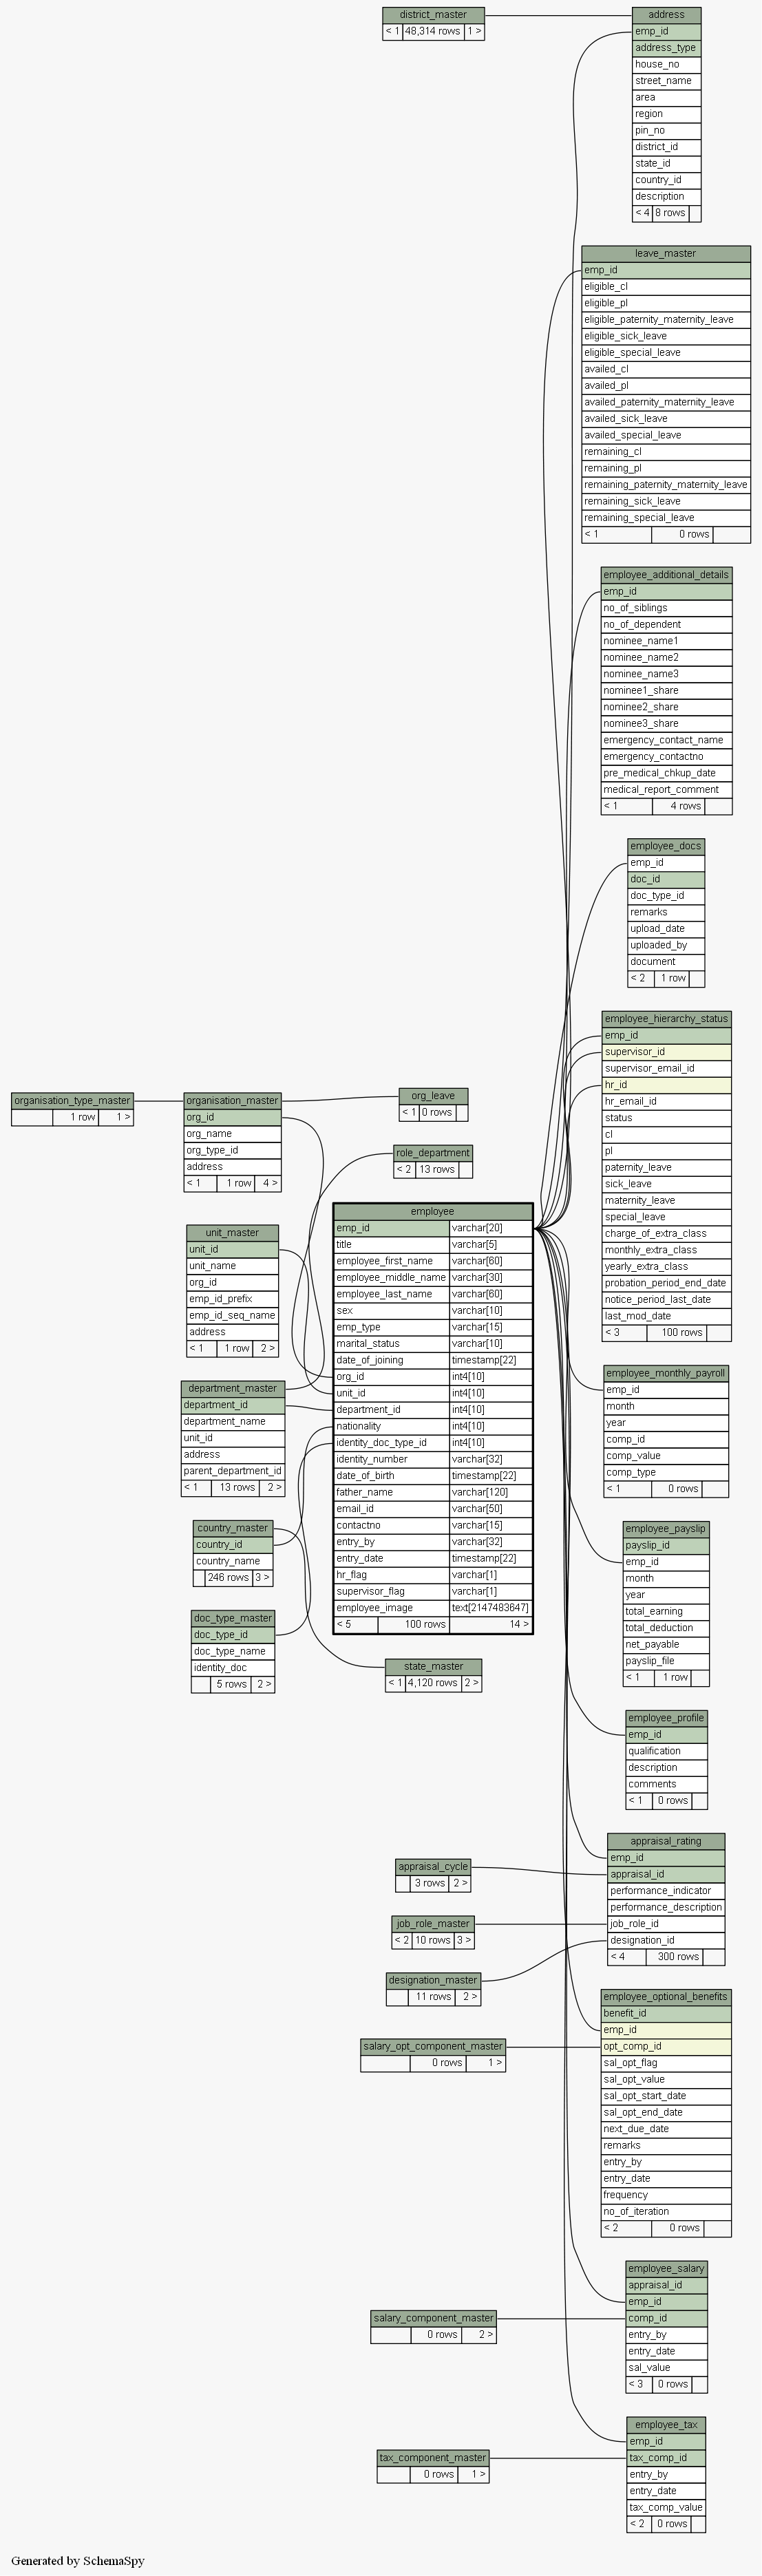 district_master
< 1 48,314 rows 1 >
address
emp_id
address_type
house_no
street_name
area
region
pin_no
district_id
state_id
country_id
description
< 4 8 rows
leave_master
emp_id
eligible_cl
eligible_pl
eligible_paternity_maternity_leave
eligible_sick_leave
eligible_special_leave
availed_cl
availed_pl
availed_paternity_maternity_leave
availed_sick_leave
availed_special_leave
remaining_cl
remaining_pl
remaining_paternity_maternity_leave
remaining_sick_leave
remaining_special_leave
< 1 0 rows
employee_additional_details
emp_id
no_of_siblings
no_of_dependent
nominee_name1
nominee_name2
nominee_name3
nominee1_share
nominee2_share
nominee3_share
emergency_contact_name
emergency_contactno
pre_medical_chkup_date
medical_report_comment
< 1 4 rows
employee_docs
emp_id
doc_id
doc_type_id
remarks
upload_date
uploaded_by
document
< 2 1 row
employee_hierarchy_status
emp_id
supervisor_id
supervisor_email_id
hr_id
hr_email_id
status
cl
pl
paternity_leave
sick_leave
maternity_leave
special_leave
charge_of_extra_class
monthly_extra_class
yearly_extra_class
probation_period_end_date
notice_period_last_date
last_mod_date
< 3 100 rows
organisation_type_master
1 row 1 >
organisation_master
org_id
org_name
org_type_id
address
< 1 1 row 4 >
org_leave
< 1 0 rows
role_department
< 2 13 rows
unit_master
unit_id
unit_name
org_id
emp_id_prefix
emp_id_seq_name
address
< 1 1 row 2 >
department_master
department_id
department_name
unit_id
address
parent_department_id
< 1 13 rows 2 >
country_master
country_id
country_name
246 rows 3 >
doc_type_master
doc_type_id
doc_type_name
identity_doc
5 rows 2 >
employee
emp_id varchar[20]
title varchar[5]
employee_first_name varchar[60]
employee_middle_name varchar[30]
employee_last_name varchar[60]
sex varchar[10]
emp_type varchar[15]
marital_status varchar[10]
date_of_joining timestamp[22]
org_id int4[10]
unit_id int4[10]
department_id int4[10]
nationality int4[10]
identity_doc_type_id int4[10]
identity_number varchar[32]
date_of_birth timestamp[22]
father_name varchar[120]
email_id varchar[50]
contactno varchar[15]
entry_by varchar[32]
entry_date timestamp[22]
hr_flag varchar[1]
supervisor_flag varchar[1]
employee_image text[2147483647]
< 5 100 rows 14 >
state_master
< 1 4,120 rows 2 >
employee_monthly_payroll
emp_id
month
year
comp_id
comp_value
comp_type
< 1 0 rows
employee_payslip
payslip_id
emp_id
month
year
total_earning
total_deduction
net_payable
payslip_file
< 1 1 row
employee_profile
emp_id
qualification
description
comments
< 1 0 rows
appraisal_rating
emp_id
appraisal_id
performance_indicator
performance_description
job_role_id
designation_id
< 4 300 rows
appraisal_cycle
3 rows 2 >
job_role_master
< 2 10 rows 3 >
designation_master
11 rows 2 >
employee_optional_benefits
benefit_id
emp_id
opt_comp_id
sal_opt_flag
sal_opt_value
sal_opt_start_date
sal_opt_end_date
next_due_date
remarks
entry_by
entry_date
frequency
no_of_iteration
< 2 0 rows
salary_opt_component_master
0 rows 1 >
employee_salary
appraisal_id
emp_id
comp_id
entry_by
entry_date
sal_value
< 3 0 rows
salary_component_master
0 rows 2 >
employee_tax
emp_id
tax_comp_id
entry_by
entry_date
tax_comp_value
< 2 0 rows
tax_component_master
0 rows 1 >
Generated by SchemaSpy